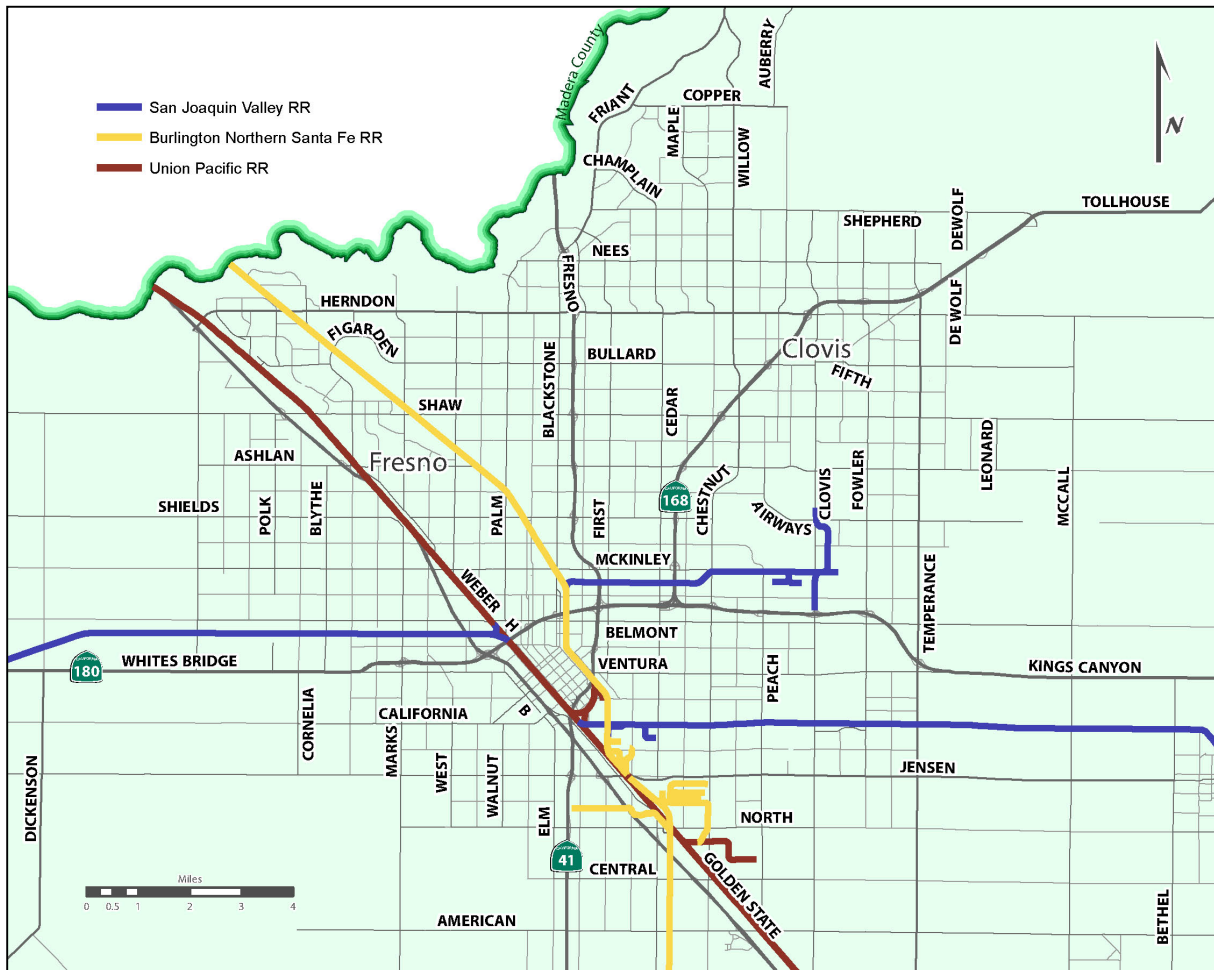 Madera County
AUBERRY
FRIANT
COPPER
San Joaquin Valley RR
MAPLE
N
Burlington Northern Santa Fe RR
WILLOW
CHAMPLAIN
Union Pacific RR
TOLLHOUSE
SHEPHERD
DEWOLF
NEES
FRESNO
HERNDON
DE WOLF
FIGARDEN
BULLARD
Clovis
BLACKSTONE
FIFTH
SHAW
CEDAR
LEONARD
ASHLAN
Fresno
CHESTNUT
CLOVIS
FOWLER
MCCALL
CALIFORNIA
168
SHIELDS
POLK
BLYTHE
PALM
FIRST
AIRWAYS
MCKINLEY
WEBER
TEMPERANCE
H
BELMONT
WHITES BRIDGE
VENTURA
KINGS CANYON
CALIFORNIA
180
PEACH
CORNELIA
CALIFORNIA
B
MARKS
WEST
WALNUT
JENSEN
DICKENSON
ELM
NORTH
CALIFORNIA
41
CENTRAL
GOLDEN STATE
Miles
0 0.5 1 2 3 4
AMERICAN
BETHEL